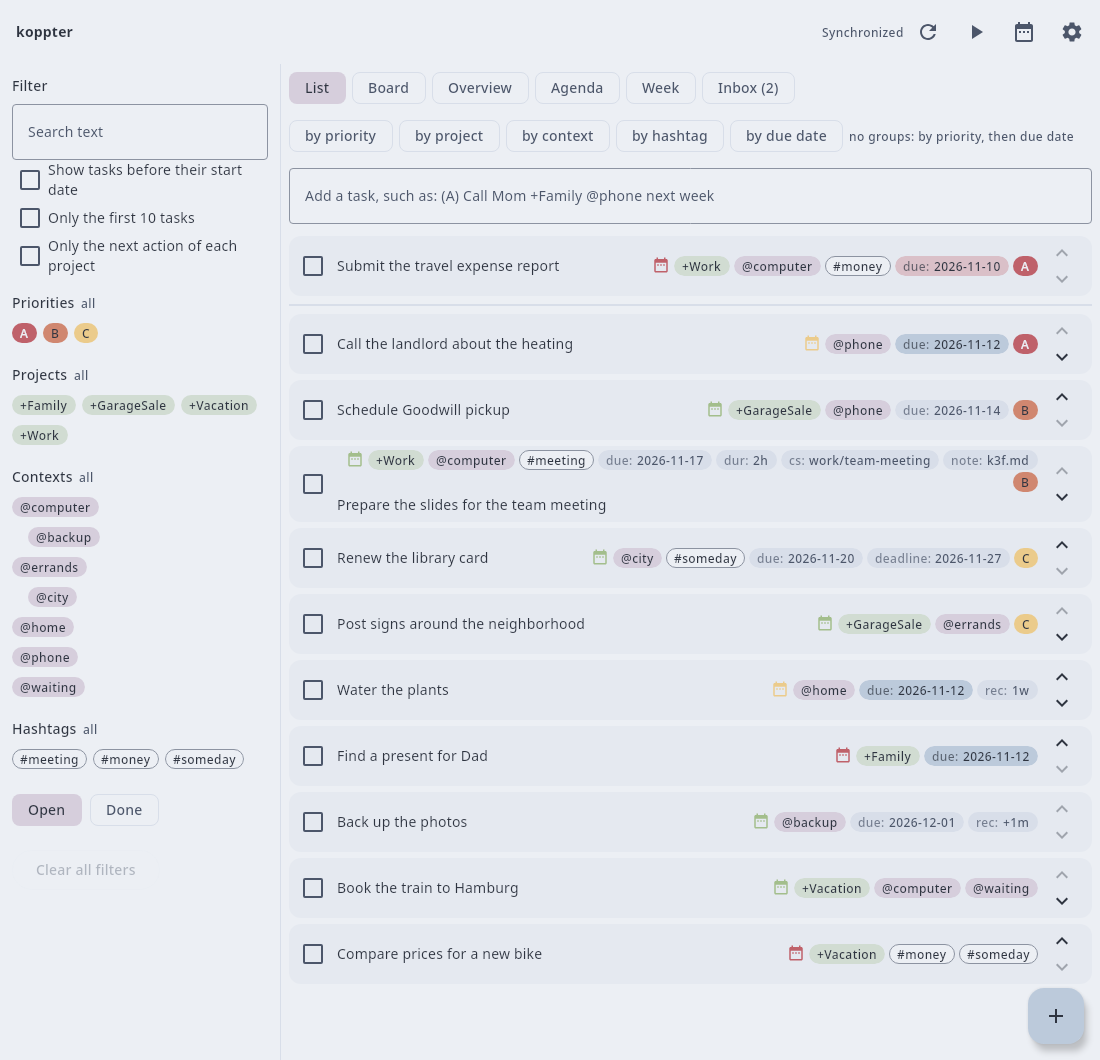 koppter
Synchronized
Filter
Search text
Show tasks before their start
date
Only the first 10 tasks
Only the next action of each
project
Priorities all
A B C
Projects all
+Family +GarageSale +Vacation
+Work
Contexts all
@computer
@backup
@errands
@city
@home
@phone
@waiting
Hashtags all
#meeting #money #someday
Open Done
Clear all filters
List Board Overview Agenda Week Inbox (2)
by priority by project by context by hashtag by due date no groups: by priority, then due date
Add a task, such as: (A) Call Mom +Family @phone next week
Submit the travel expense report +Work @computer #money due: 2026-11-10 A
Call the landlord about the heating @phone due: 2026-11-12 A
Schedule Goodwill pickup +GarageSale @phone due: 2026-11-14 B
+Work @computer #meeting due: 2026-11-17 dur: 2h cs: work/team-meeting note: k3f.md
B
Prepare the slides for the team meeting
Renew the library card @city #someday due: 2026-11-20 deadline: 2026-11-27 C
Post signs around the neighborhood +GarageSale @errands C
Water the plants @home due: 2026-11-12 rec: 1w
Find a present for Dad +Family due: 2026-11-12
Back up the photos @backup due: 2026-12-01 rec: +1m
Book the train to Hamburg +Vacation @computer @waiting
Compare prices for a new bike +Vacation #money #someday